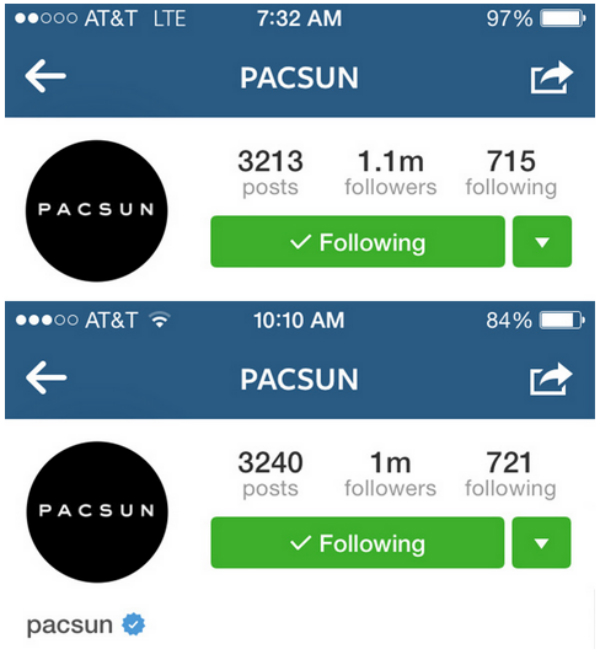 AT&T LTE 7:32 AM 97%
PACSUN
3213 1.1m 715
posts followers following
PACSUN
Following
AT&T 10:10 AM 84%
PACSUN
3240 1m 721
posts followers following
PACSUN
Following
pacsun